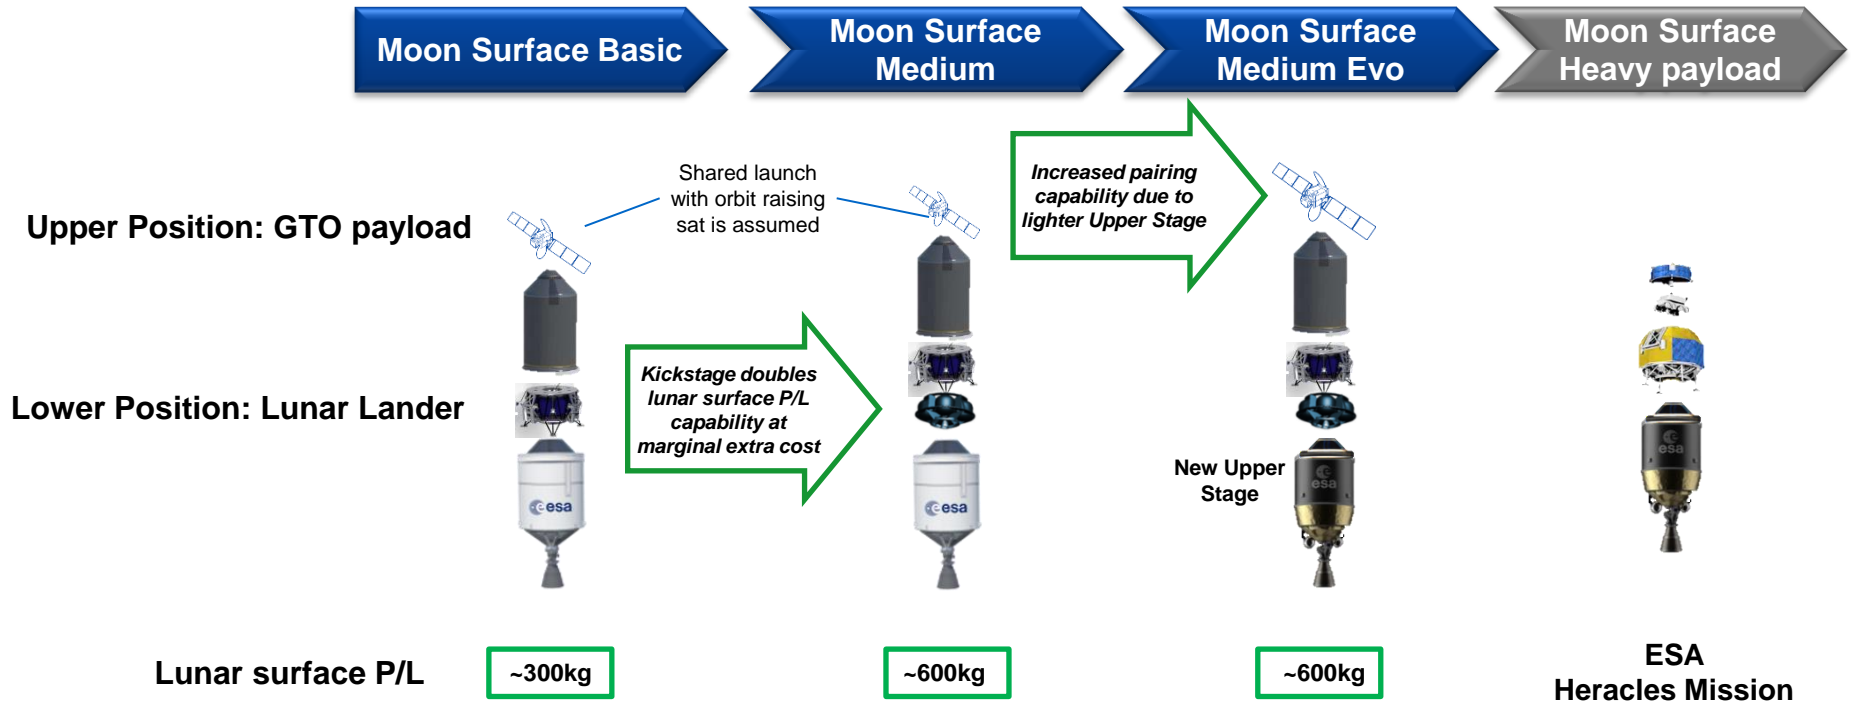 Moon Surface Basic
Moon Surface
Medium
Moon Surface
Medium Evo
Moon Surface
Heavy payload
Upper Position: GTO payload
Shared launch
with orbit raising
sat is assumed
Increased pairing
capability due to
lighter Upper Stage
Lower Position: Lunar Lander
Kickstage doubles
lunar surface P/L
capability at
marginal extra cost
New Upper
Stage
esa
esa
esa
esa
Lunar surface P/L
~300kg
~600kg
~600kg
ESA
Heracles Mission